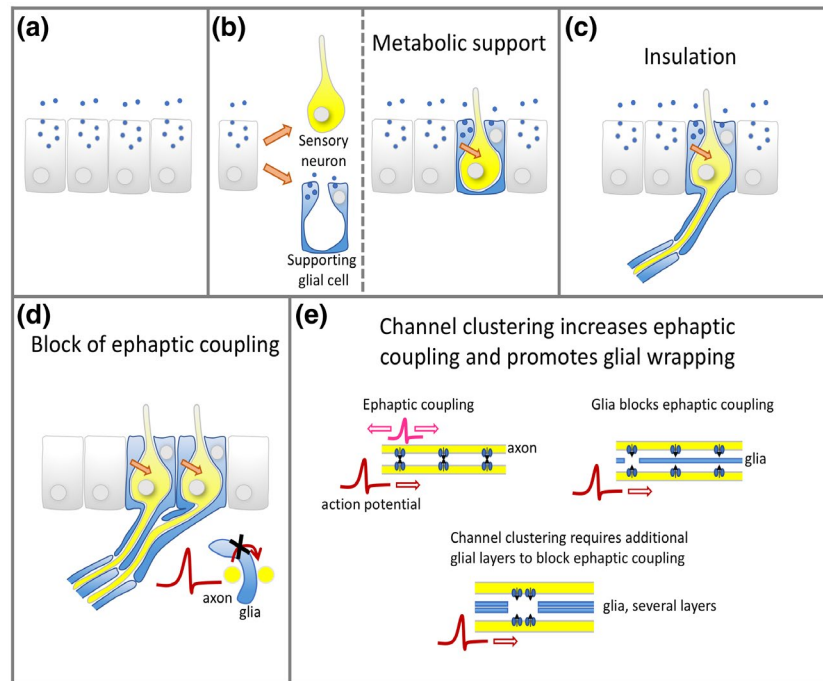 (a)
(b)
Metabolic support
Sensory
neuron
Supporting
glial cell
(c)
Insulation
(d)
Block of ephaptic coupling
axon
glia
(e)
Channel clustering increases ephaptic
coupling and promotes glial wrapping
Ephaptic coupling
axon
action potential
Glia blocks ephaptic coupling
glia
Channel clustering requires additional
glial layers to block ephaptic coupling
glia, several layers